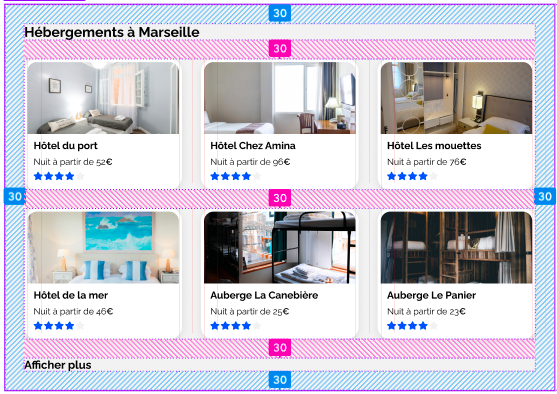 30
Hébergements à Marseille
30
Hôtel du port
Nuit à partir de 52€
Hôtel Chez Amina
Nuit à partir de 96€
Hôtel Les mouettes
Nuit à partir de 76€
30
30
30
Hôtel de la mer
Nuit à partir de 46€
Auberge La Canebière
Nuit à partir de 25€
Auberge Le Panier
Nuit à partir de 23€
30
Afficher plus
30